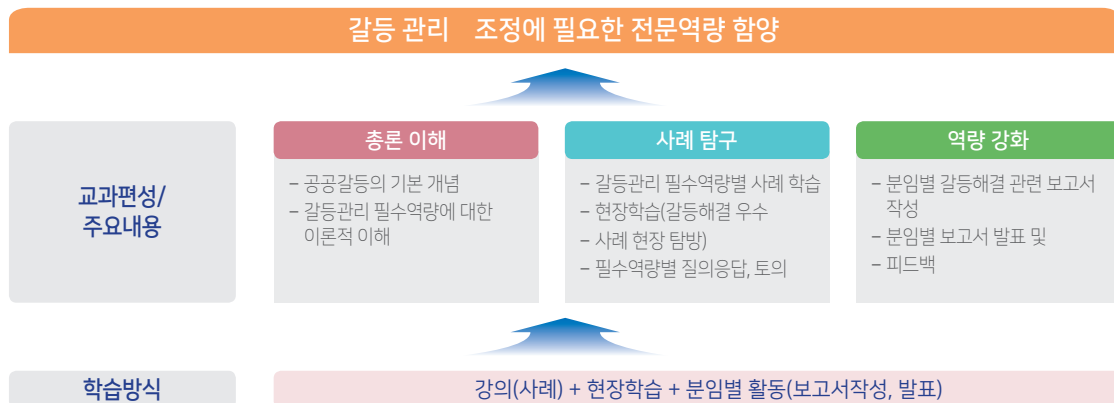 갈등 관리 조정에 필요한 전문역량 함양
교과편성/
주요내용
총론 이해
– 공공갈등의 기본 개념
– 갈등관리 필수역량에 대한
이론적 이해
사례 탐구
– 갈등관리 필수역량별 사례 학습
– 현장학습(갈등해결 우수
– 사례 현장 탐방)
– 필수역량별 질의응답, 토의
역량 강화
– 분임별 갈등해결 관련 보고서
작성
– 분임별 보고서 발표 및
– 피드백
학습방식
강의(사례) + 현장학습 + 분임별 활동(보고서작성, 발표)